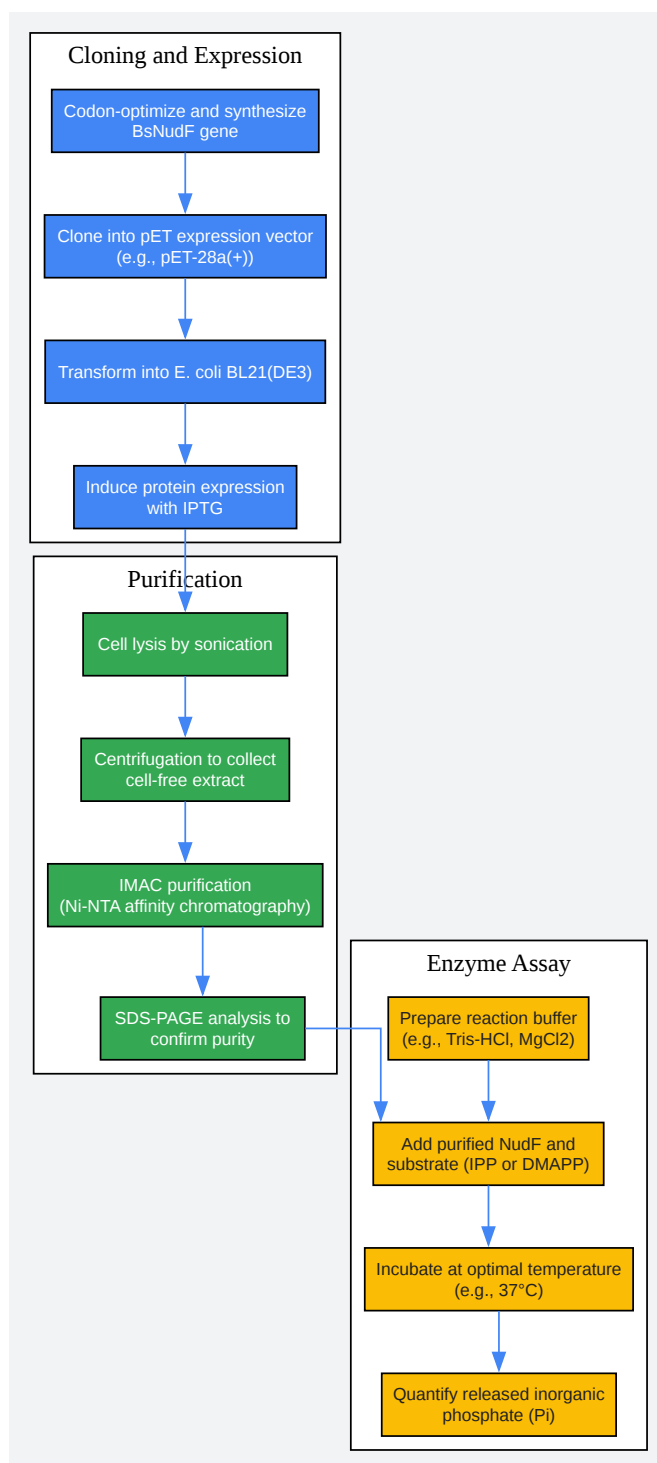 Cloning and Expression
Codon-optimize and synthesize
BsNudF gene
Clone into pET expression vector
(e.g., pET-28a(+))
Transform into E. coli BL21(DE3)
Induce protein expression
with IPTG
Purification
Cell lysis by sonication
Centrifugation to collect
cell-free extract
IMAC purification
(Ni-NTA affinity chromatography)
SDS-PAGE analysis to
confirm purity
Enzyme Assay
Prepare reaction buffer
(e.g., Tris-HCl, MgCl2)
Add purified NudF and
substrate (IPP or DMAPP)
Incubate at optimal temperature
(e.g., 37°C)
Quantify released inorganic
phosphate (Pi)